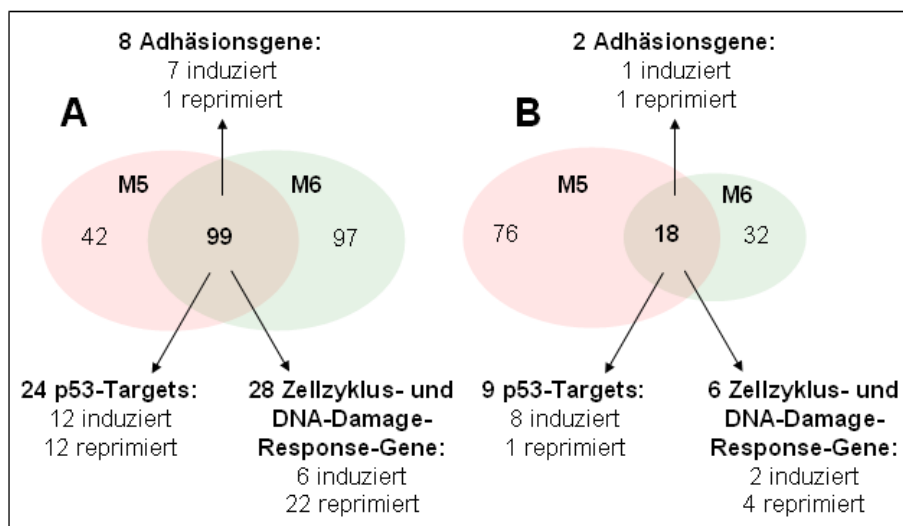 8 Adhäsionsgene:
7 induziert
1 reprimiert
A
M5
M6
42
99
97
24 p53-Targets:
12 induziert
12 reprimiert
28 Zellzyklus- und
DNA-Damage-
Response-Gene:
6 induziert
22 reprimiert
2 Adhäsionsgene:
1 induziert
1 reprimiert
B
M5
M6
76
18
32
9 p53-Targets:
8 induziert
1 reprimiert
6 Zellzyklus- und
DNA-Damage-
Response-Gene:
2 induziert
4 reprimiert